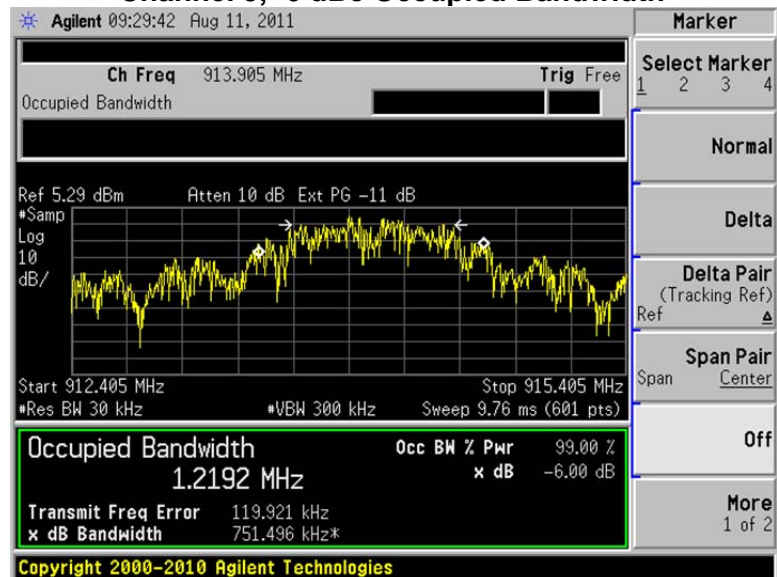 Agilent 09:29:42 Aug 11, 2011
Marker
Ch Freq 913.905 MHz Trig Free
Occupied Bandwidth
Select Marker
1 2 3 4
Normal
Delta
Delta Pair
(Tracking Ref)
Ref Δ
Span Pair
Span Center
Off
More
1 of 2
Ref 5.29 dBm Atten 10 dB Ext PG -11 dB
#Samp
Log
10
dB/
Start 912.405 MHz Stop 915.405 MHz
#Res BW 30 kHz #VBW 300 kHz Sweep 9.76 ms (601 pts)
Occupied Bandwidth Occ BW % Pwr 99.00 %
1.2192 MHz x dB -6.00 dB
Transmit Freq Error 119.921 kHz
x dB Bandwidth 751.496 kHz*
Copyright 2000-2010 Agilent Technologies